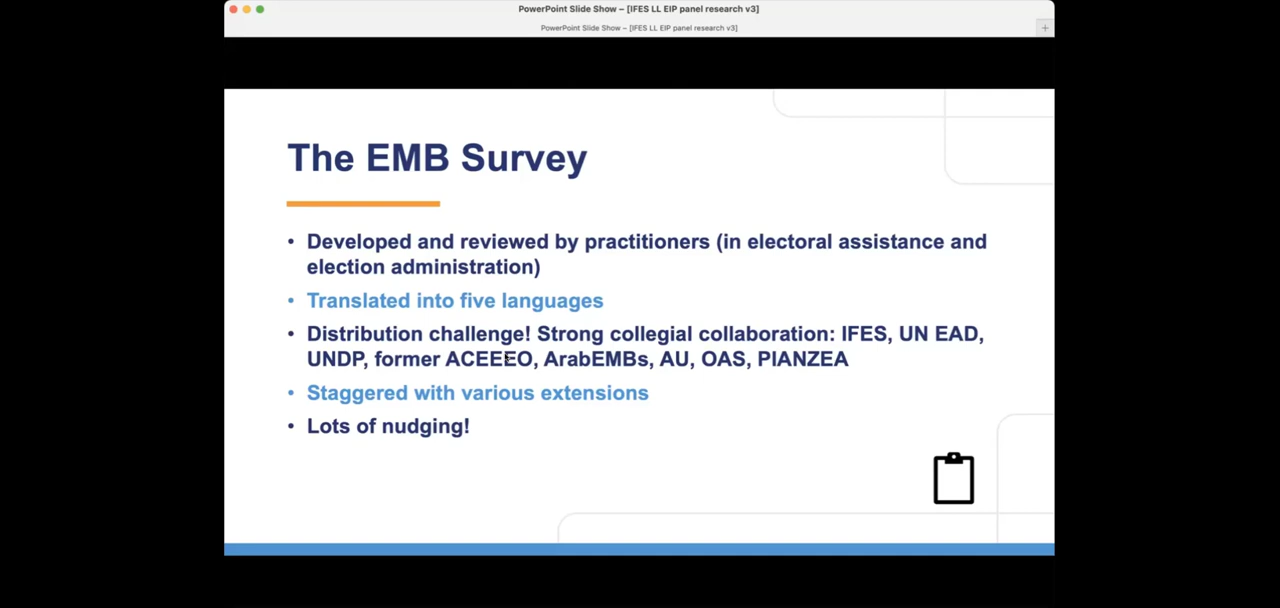 PowerPoint Slide Show – [IFES LL EIP panel research v3]
PowerPoint Slide Show – [IFES LL EIP panel research v3]
The EMB Survey
• Developed and reviewed by practitioners (in electoral assistance and
election administration)
• Translated into five languages
• Distribution challenge! Strong collegial collaboration: IFES, UN EAD,
UNDP, former ACEEEO, ArabEMBs, AU, OAS, PIANZEA
• Staggered with various extensions
• Lots of nudging!